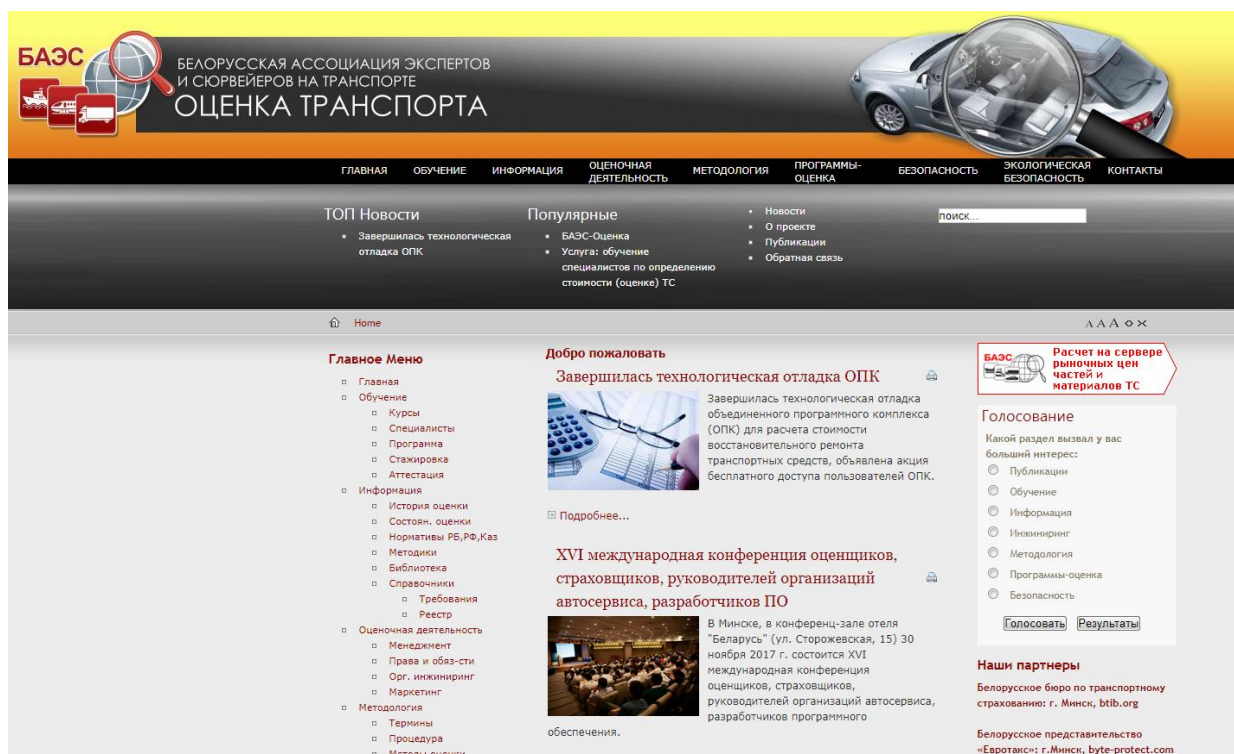 БАЭС
БЕЛОРУССКАЯ АССОЦИАЦИЯ ЭКСПЕРТОВ
И СЮРВЕЙЕРОВ НА ТРАНСПОРТЕ
ОЦЕНКА ТРАНСПОРТА
ГЛАВНАЯ
ОБУЧЕНИЕ
ИНФОРМАЦИЯ
ОЦЕНОЧНАЯ
ДЕЯТЕЛЬНОСТЬ
МЕТОДОЛОГИЯ
ПРОГРАММЫ-
ОЦЕНКА
БЕЗОПАСНОСТЬ
ЭКОЛОГИЧЕСКАЯ
БЕЗОПАСНОСТЬ
КОНТАКТЫ
ТОП Новости
Завершилась технологическая
отладка ОПК
Популярные
БАЭС-Оценка
Услуга: обучение
специалистов по определению
стоимости (оценке) ТС
Новости
О проекте
Публикации
Обратная связь
поиск...
Home
A A A
Главное Меню
Главная
Обучение
Курсы
Специалисты
Программа
Стажировка
Аттестация
Информация
История оценки
Состоян. оценки
Нормативы РБ,РФ,Каз
Методики
Библиотека
Справочники
Требования
Реестр
Оценочная деятельность
Менеджмент
Права и обяз-сти
Орг. инжиниринг
Маркетинг
Методология
Термины
Процедура
Методы оценки
Добро пожаловать
Завершилась технологическая отладка ОПК
Завершилась технологическая отладка
объединенного программного комплекса
(ОПК) для расчета стоимости
восстановительного ремонта
транспортных средств, объявлена акция
бесплатного доступа пользователей ОПК.
Подробнее...
XVI международная конференция оценщиков,
страховщиков, руководителей организаций
автосервиса, разработчиков ПО
В Минске, в конференц-зале отеля
"Беларусь" (ул. Сторожевская, 15) 30
ноября 2017 г. состоится XVI
международная конференция
оценщиков, страховщиков,
руководителей организаций автосервиса,
разработчиков программного
обеспечения.
БАЭС
Расчет на сервере
рыночных цен
частей и
материалов ТС
Голосование
Какой раздел вызвал у вас
больший интерес:
Публикации
Обучение
Информация
Инжиниринг
Методология
Программы-оценка
Безопасность
Голосовать
Результаты
Наши партнеры
Белорусское бюро по транспортному
страхованию: г. Минск, btib.org
Белорусское представительство
«Евротакс»: г.Минск, byte-protect.com